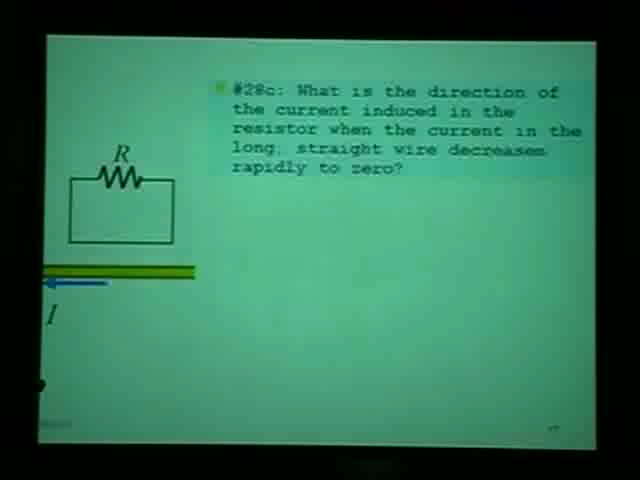 #28c: What is the direction of
the current induced in the
resistor when the current in the
long, straight wire decreases
rapidly to zero?
R
I